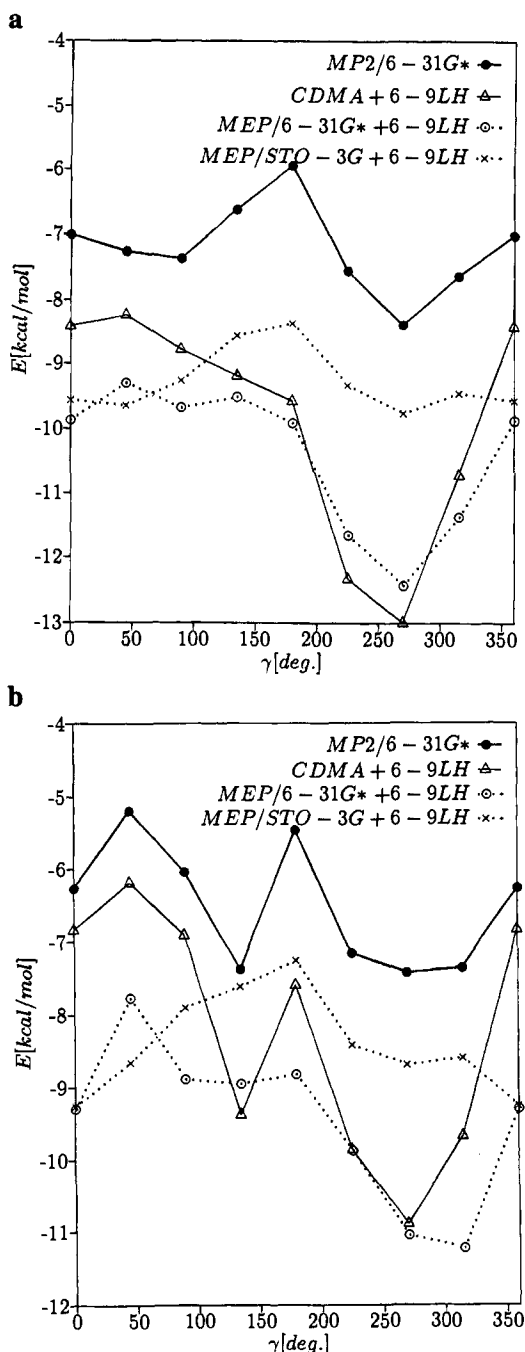 a
-4
-5
-6
-7
-8
-9
-10
-11
-12
-13
E[kcal/mol]
MP2/6 − 31G*
CDMA + 6 − 9LH
MEP/6 − 31G* +6 − 9LH
MEP/STO − 3G + 6 − 9LH
0 50 100 150 200 250 300 350
γ[deg.]
b
-4
-5
-6
-7
-8
-9
-10
-11
-12
E[kcal/mol]
MP2/6 − 31G*
CDMA + 6 − 9LH
MEP/6 − 31G* +6 − 9LH
MEP/STO − 3G + 6 − 9LH
0 50 100 150 200 250 300 350
γ[deg.]